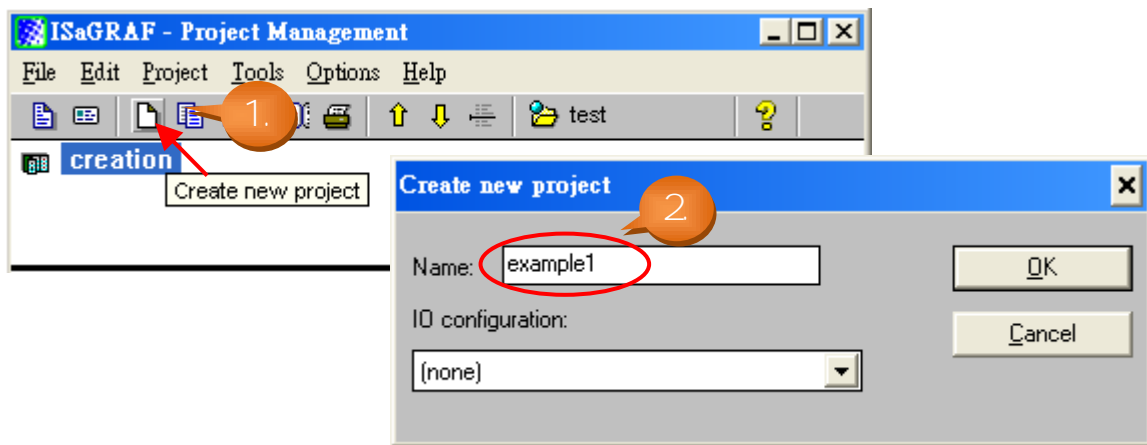 ISaGRAF - Project Management
File Edit Project Tools Options Help
1.
test
creation
Create new project
Create new project
2
Name: example1
OK
IO configuration:
Cancel
(none)